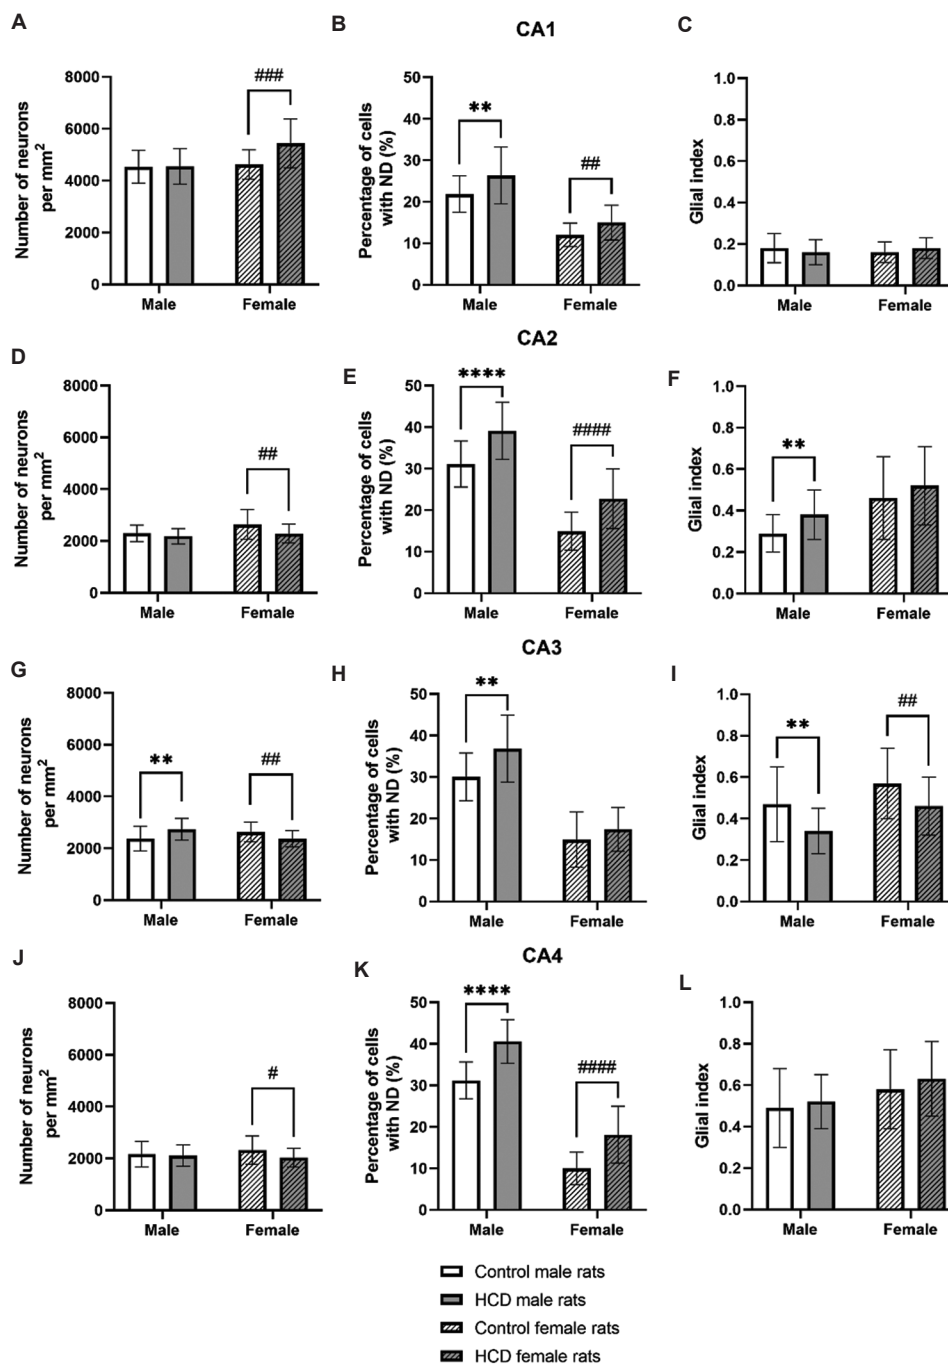 A
B
CA1
C
Number of neurons
per mm²
8000
6000
4000
2000
0
###
Male
Female
Percentage of cells
with ND (%)
50
40
30
20
10
0
**
##
Male
Female
Glial index
1.0
0.8
0.6
0.4
0.2
0.0
Male
Female
CA2
D
E
F
Number of neurons
per mm²
8000
6000
4000
2000
0
##
Male
Female
Percentage of cells
with ND (%)
50
40
30
20
10
0
****
####
Male
Female
Glial index
1.0
0.8
0.6
0.4
0.2
0.0
**
Male
Female
CA3
G
H
I
Number of neurons
per mm²
8000
6000
4000
2000
0
**
##
Male
Female
Percentage of cells
with ND (%)
50
40
30
20
10
0
**
Male
Female
Glial index
1.0
0.8
0.6
0.4
0.2
0.0
**
##
Male
Female
CA4
J
K
L
Number of neurons
per mm²
8000
6000
4000
2000
0
#
Male
Female
Percentage of cells
with ND (%)
50
40
30
20
10
0
****
####
Male
Female
Glial index
1.0
0.8
0.6
0.4
0.2
0.0
Male
Female
Control male rats
HCD male rats
Control female rats
HCD female rats